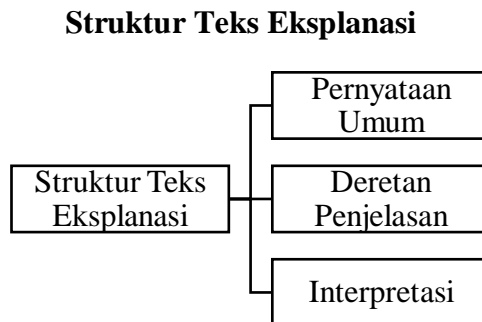 Struktur Teks Eksplanasi
Pernyataan
Umum
Struktur Teks
Eksplanasi
Deretan
Penjelasan
Interpretasi